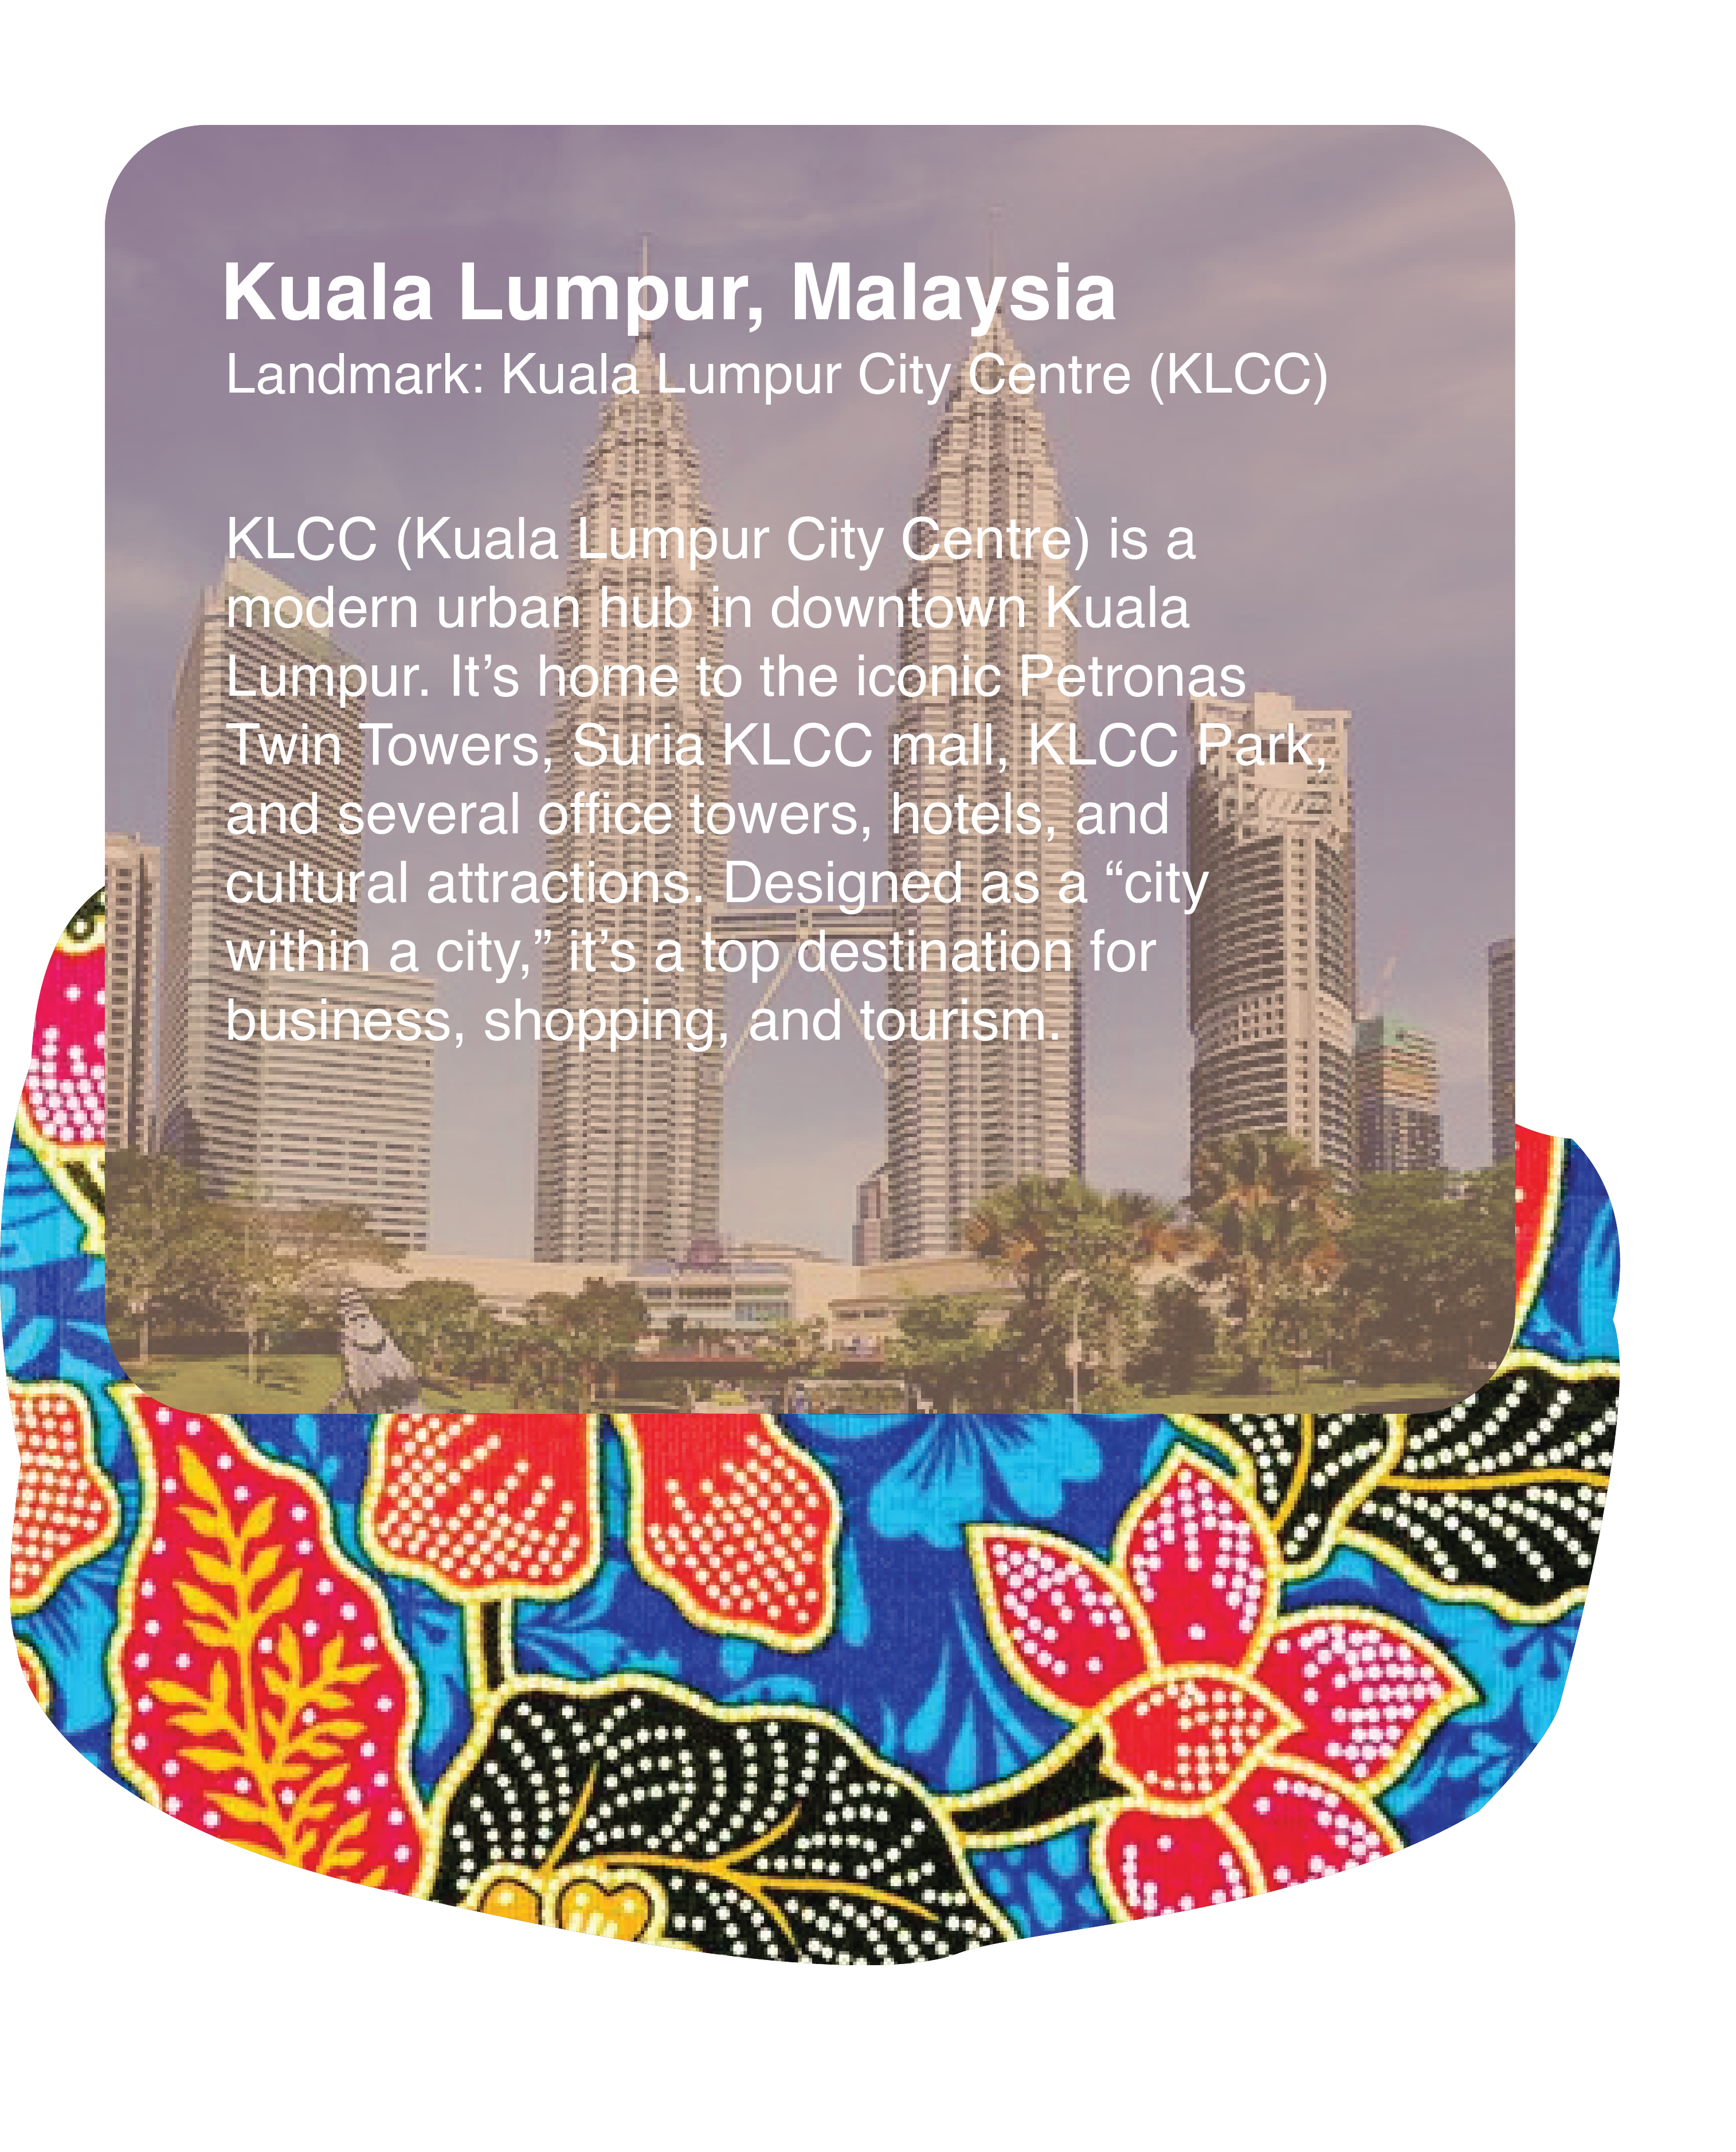 Kuala Lumpur, Malaysia
Landmark: Kuala Lumpur City Centre (KLCC)
KLCC (Kuala Lumpur City Centre) is a
modern urban hub in downtown Kuala
Lumpur. It’s home to the iconic Petronas
Twin Towers, Suria KLCC mall, KLCC Park,
and several office towers, hotels, and
cultural attractions. Designed as a “city
within a city,” it’s a top destination for
business, shopping, and tourism.